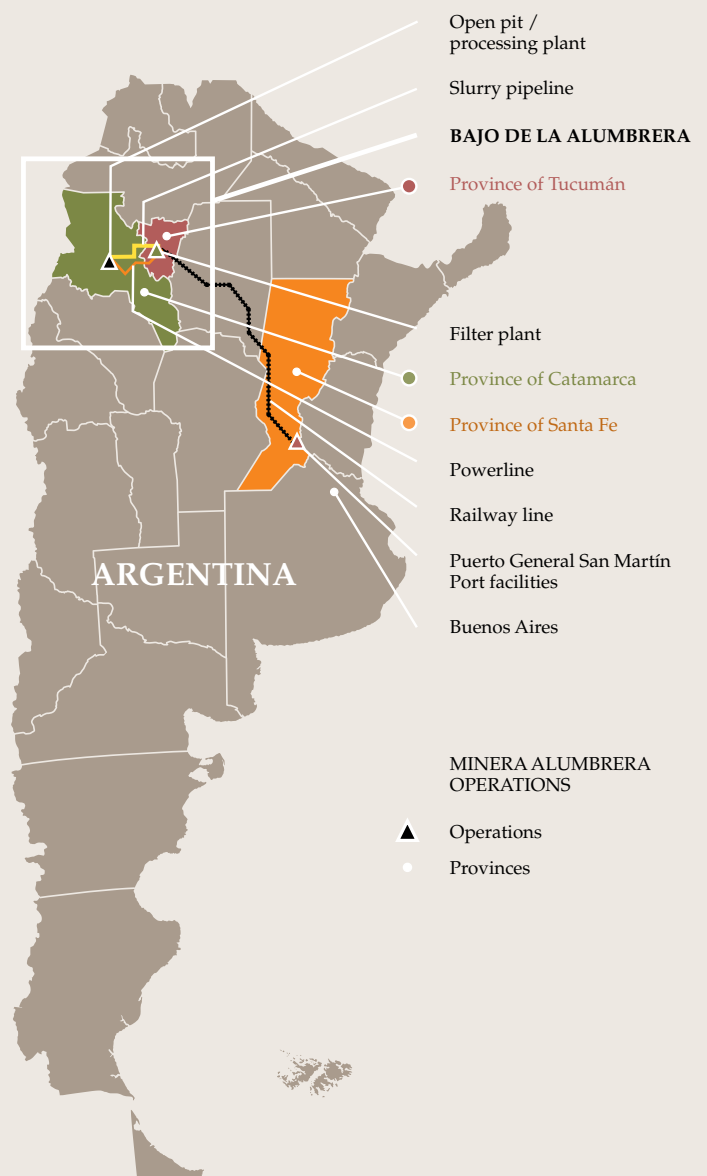 Open pit /
processing plant
Slurry pipeline
BAJO DE LA ALUMBRERA
Province of Tucumán
Filter plant
Province of Catamarca
Province of Santa Fe
Powerline
Railway line
Puerto General San Martín
Port facilities
Buenos Aires
ARGENTINA
MINERA ALUMBRERA
OPERATIONS
Operations
Provinces